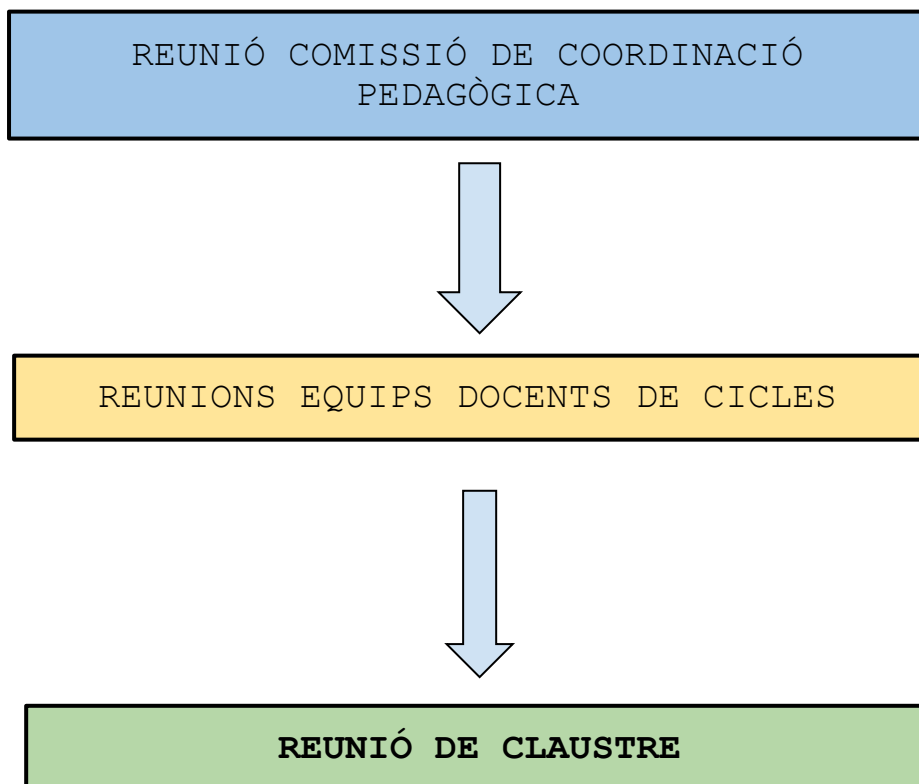 REUNIÓ COMISSIÓ DE COORDINACIÓ
PEDAGÒGICA
REUNIONS EQUIPS DOCENTS DE CICLES
REUNIÓ DE CLAUSTRE